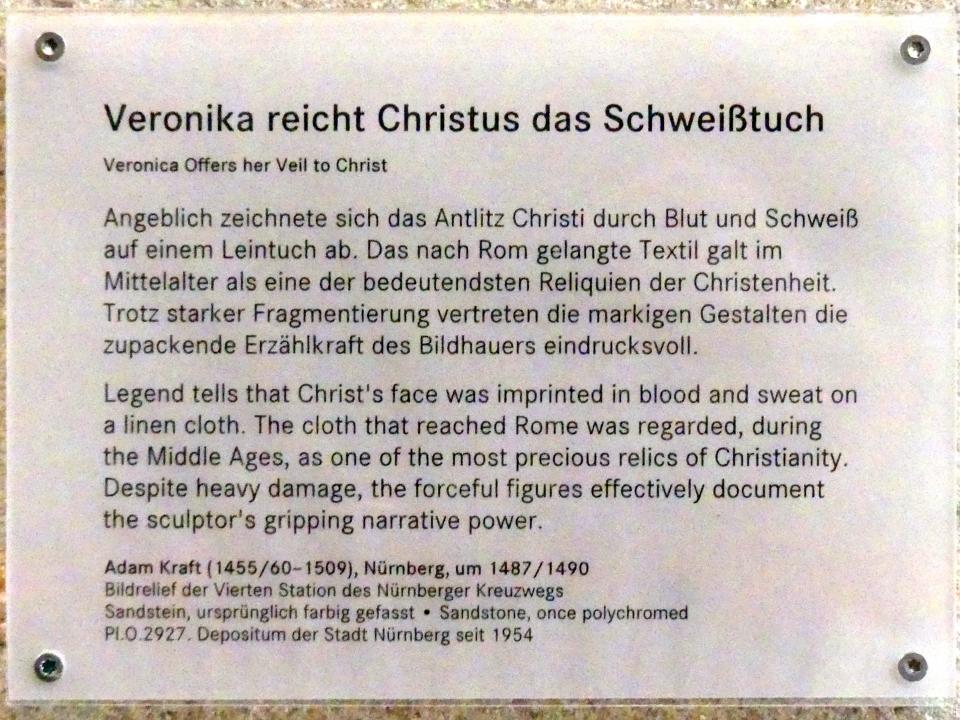 Veronika reicht Christus das Schweißtuch
Veronica Offers her Veil to Christ
Angeblich zeichnete sich das Antlitz Christi durch Blut und Schweiß
auf einem Leintuch ab. Das nach Rom gelangte Textil galt im
Mittelalter als eine der bedeutendsten Reliquien der Christenheit.
Trotz starker Fragmentierung vertreten die markigen Gestalten die
zupackende Erzählkraft des Bildhauers eindrucksvoll.
Legend tells that Christ's face was imprinted in blood and sweat on
a linen cloth. The cloth that reached Rome was regarded, during
the Middle Ages, as one of the most precious relics of Christianity.
Despite heavy damage, the forceful figures effectively document
the sculptor's gripping narrative power.
Adam Kraft (1455/60–1509), Nürnberg, um 1487/1490
Bildrelief der Vierten Station des Nürnberger Kreuzwegs
Sandstein, ursprünglich farbig gefasst • Sandstone, once polychromed
Pl.O.2927. Depositum der Stadt Nürnberg seit 1954